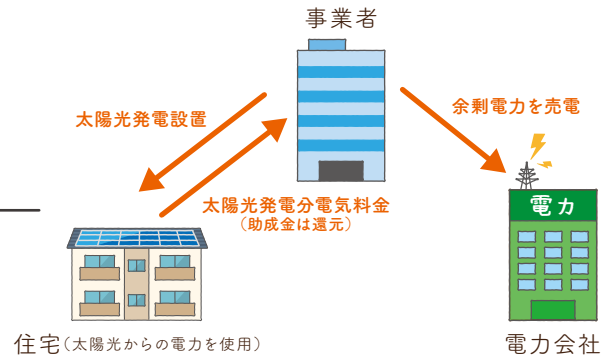 事業者
太陽光発電設置
余剰電力を売電
太陽光発電分電気料金
（助成金は還元）
電力
住宅（太陽光からの電力を使用）
電力会社